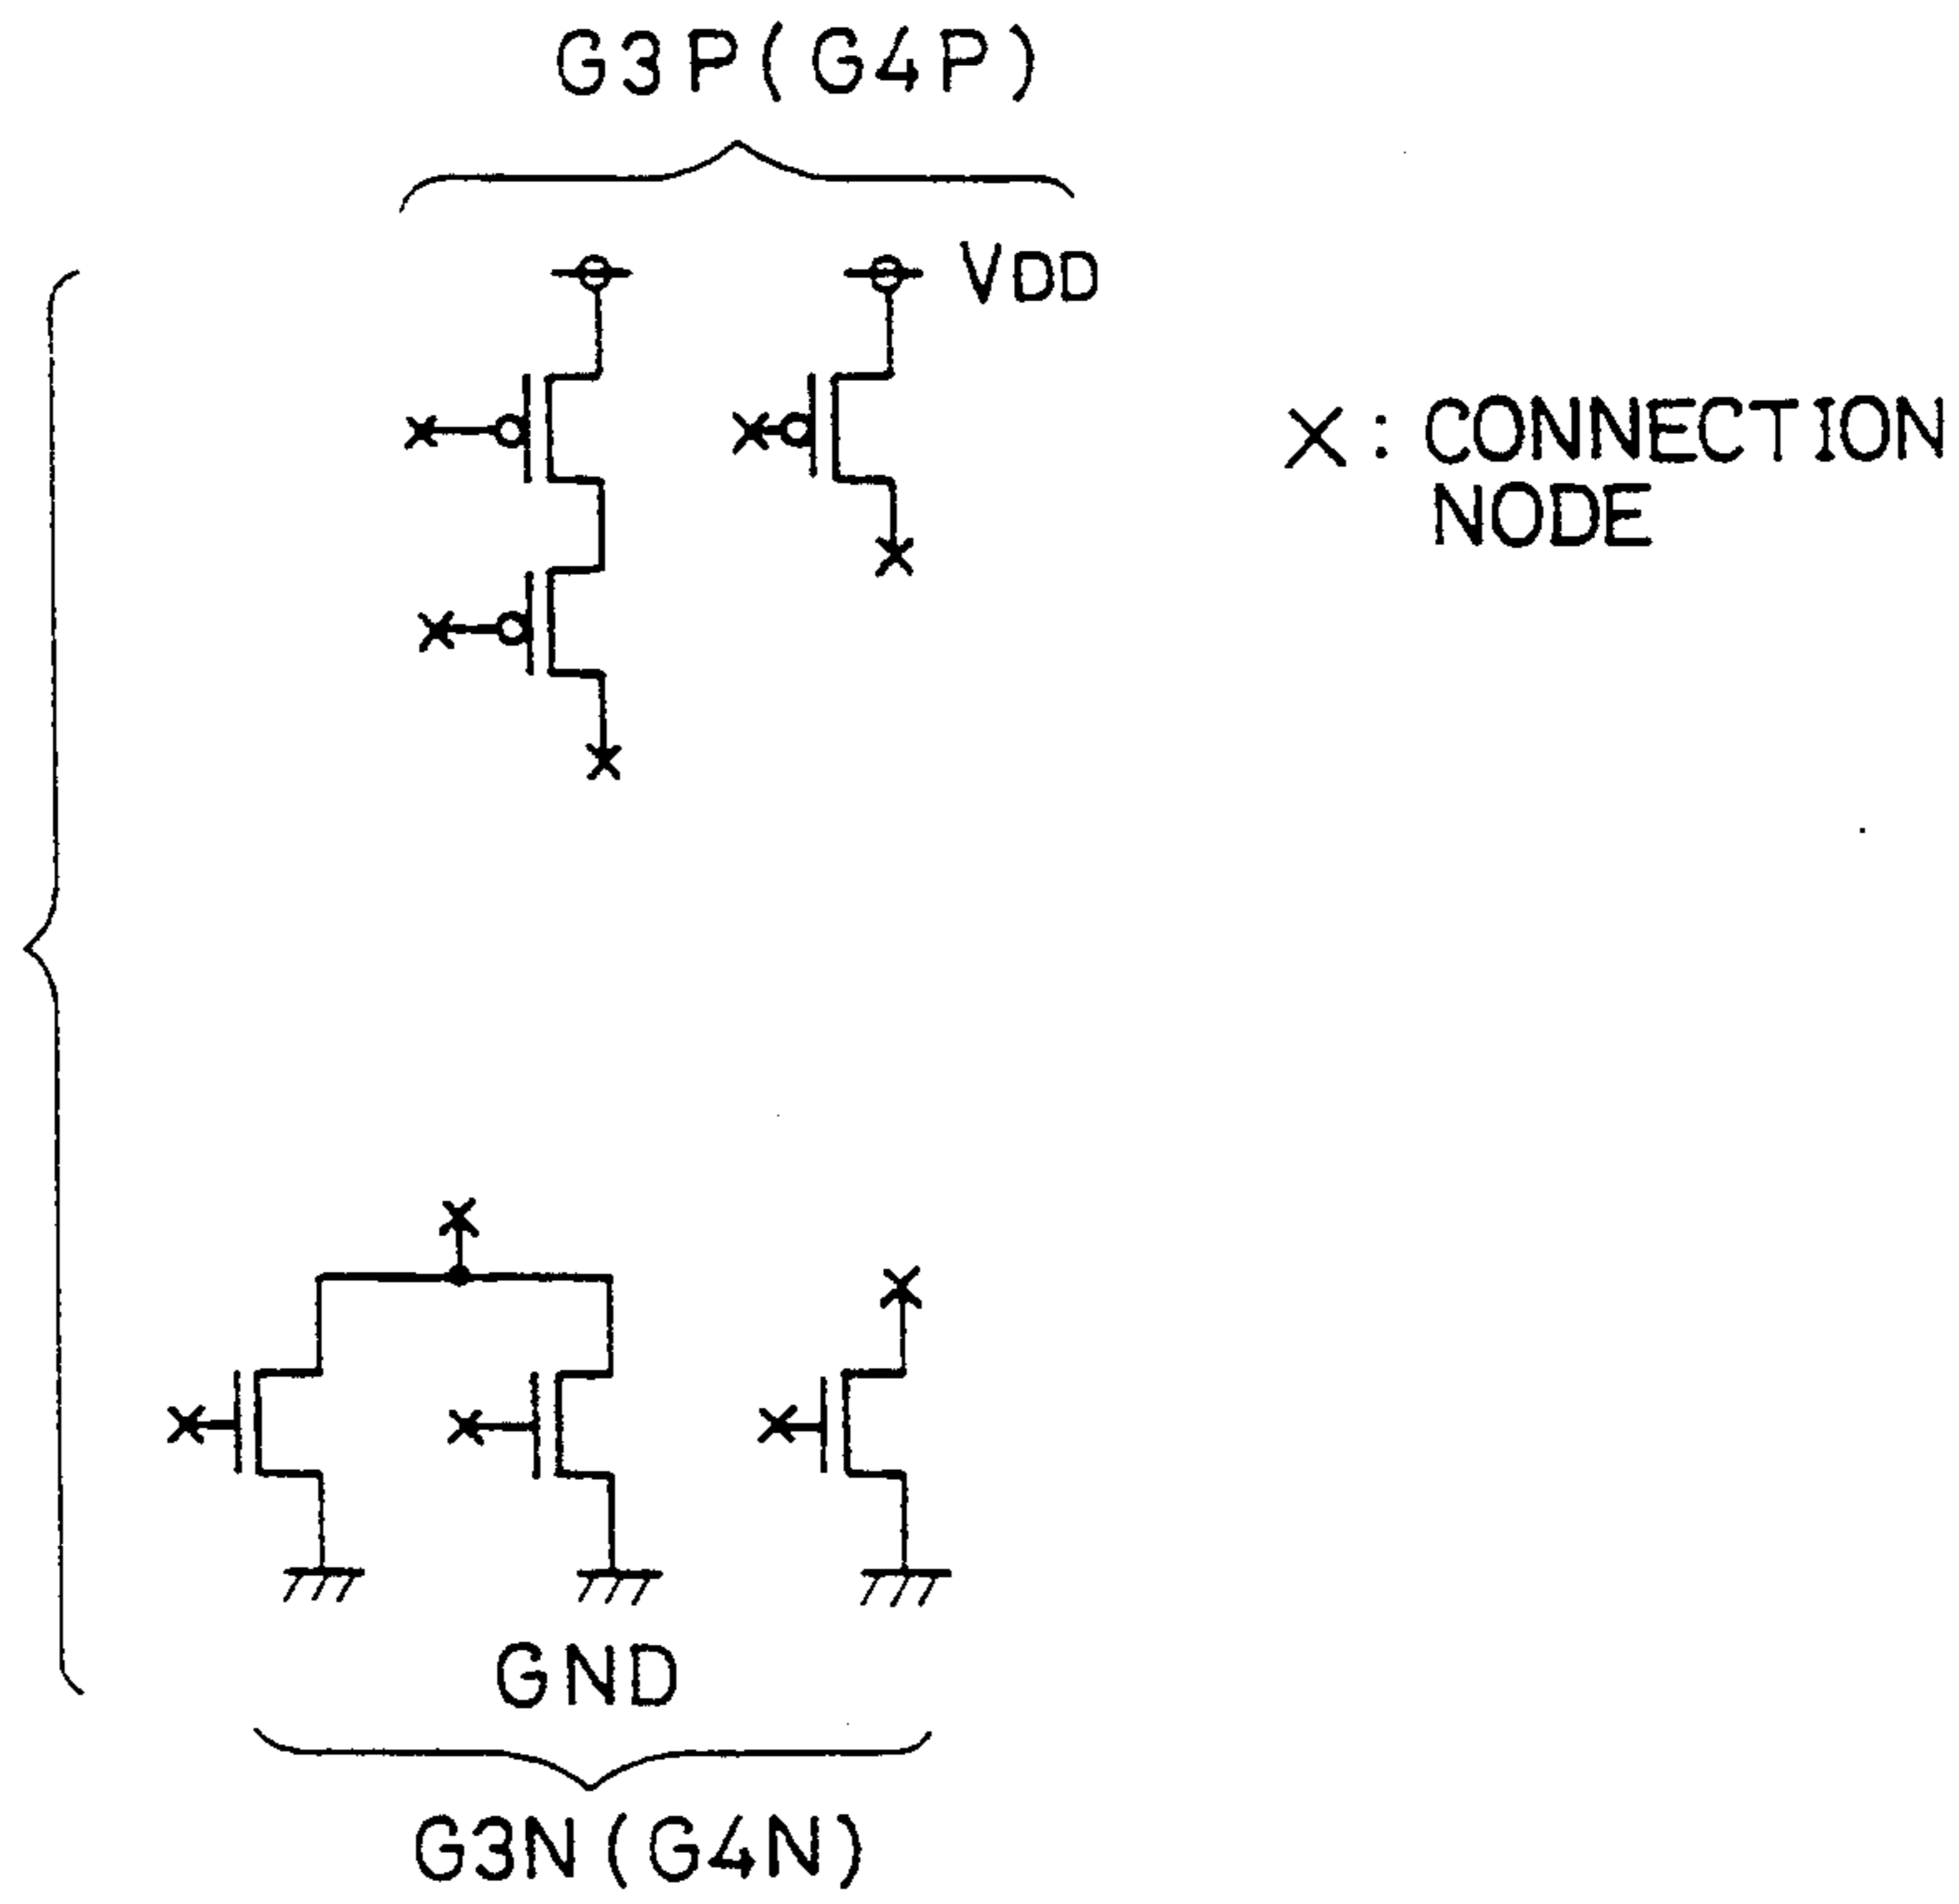 G3P(G4P)
VDD
X : CONNECTION
NODE
GND
G3N(G4N)